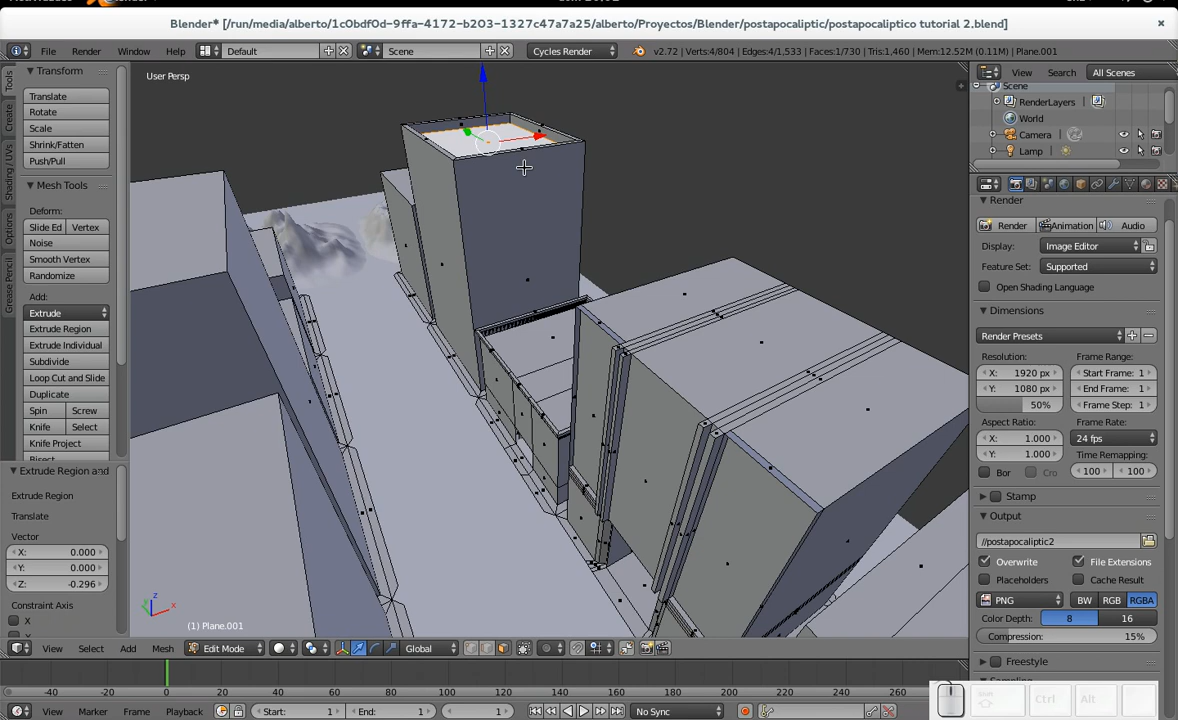 Blender* [/run/media/alberto/1c0bdf0d-9ffa-4172-b203-1327c47a7a25/alberto/Proyectos/Blender/postapocaliptic/postapocaliptico tutorial 2.blend]
File Render Window Help Default Scene Cycles Render v2.72 | Verts:4/804 | Edges:4/1,533 | Faces:1/730 | Tris:1,460 | Mem:12.52M (0.11M) | Plane.001
Tools
Create
Shading / UVs
Options
Grease Pencil
Transform
Translate
Rotate
Scale
Shrink/Fatten
Push/Pull
Mesh Tools
Deform:
Slide Ed Vertex
Noise
Smooth Vertex
Randomize
Add:
Extrude
Extrude Region
Extrude Individual
Subdivide
Loop Cut and Slide
Duplicate
Spin Screw
Knife Select
Knife Project
Bisect
Extrude Region and
Extrude Region
Translate
Vector
X: 0.000
Y: 0.000
Z: -0.296
Constraint Axis
X
User Persp
z
x
(1) Plane.001
View Select Add Mesh Edit Mode Global
-40 -20 0 20 40 60 80 100 120 140 160 180 200 220 240 260
View Marker Frame Playback Start: 1 End: 1 1 No Sync
View Search All Scenes
Scene
RenderLayers
World
Camera
Lamp
Render
Render Animation Audio
Display: Image Editor
Feature Set: Supported
Open Shading Language
Dimensions
Render Presets
Resolution: Frame Range:
X: 1920 px Start Frame: 1
Y: 1080 px End Frame: 1
50% Frame Step: 1
Aspect Ratio: Frame Rate:
X: 1.000 24 fps
Y: 1.000 Time Remapping:
Bor Cro 100 100
Stamp
Output
//postapocaliptic2
Overwrite File Extensions
Placeholders Cache Result
PNG BW RGB RGBA
Color Depth: 8 16
Compression: 15%
Freestyle
Ctrl Alt